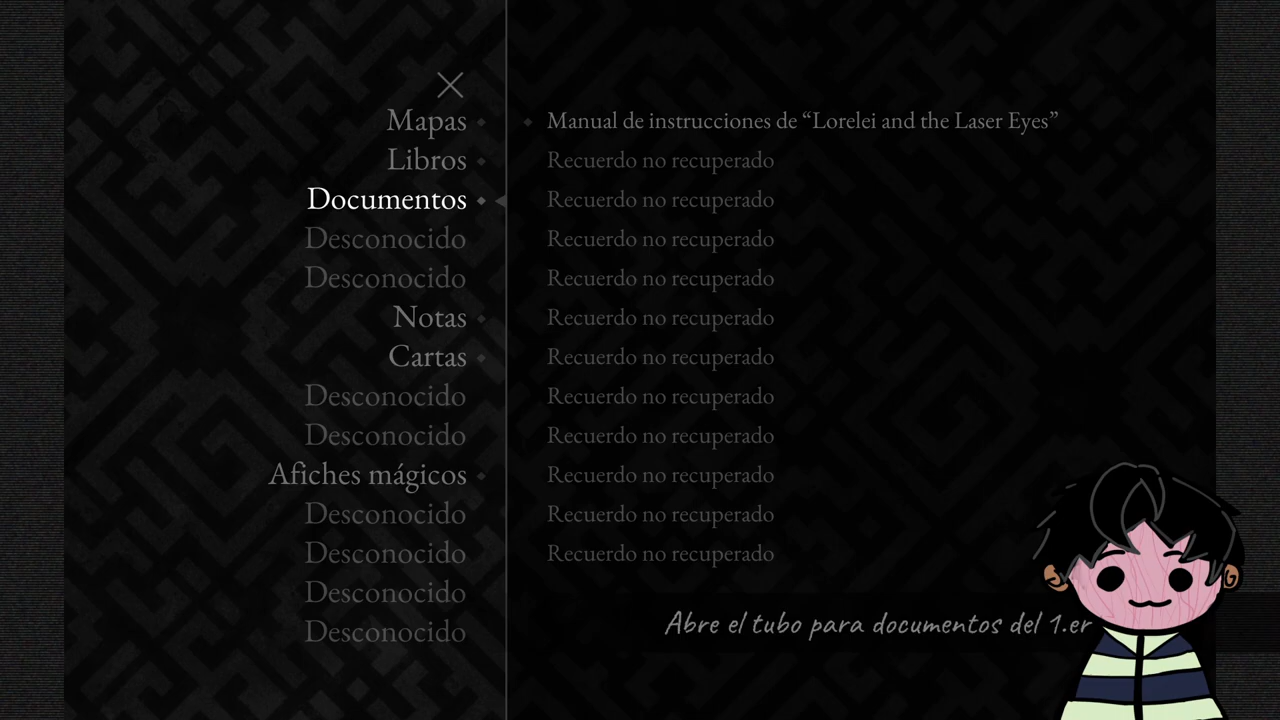 Mapas
Libros
Documentos
Desconocido
Desconocido
Notas
Cartas
Desconocido
Desconocido
Afiches mágicos
Desconocido
Desconocido
Desconocido
Desconocido
Manual de instrucciones de “Lorelei and the Laser Eyes”
Recuerdo no recuperado
Recuerdo no recuperado
Recuerdo no recuperado
Recuerdo no recuperado
Recuerdo no recuperado
Recuerdo no recuperado
Recuerdo no recuperado
Recuerdo no recuperado
Recuerdo no recuperado
Recuerdo no recuperado
Recuerdo no recuperado
Abre el tubo para documentos del 1.er